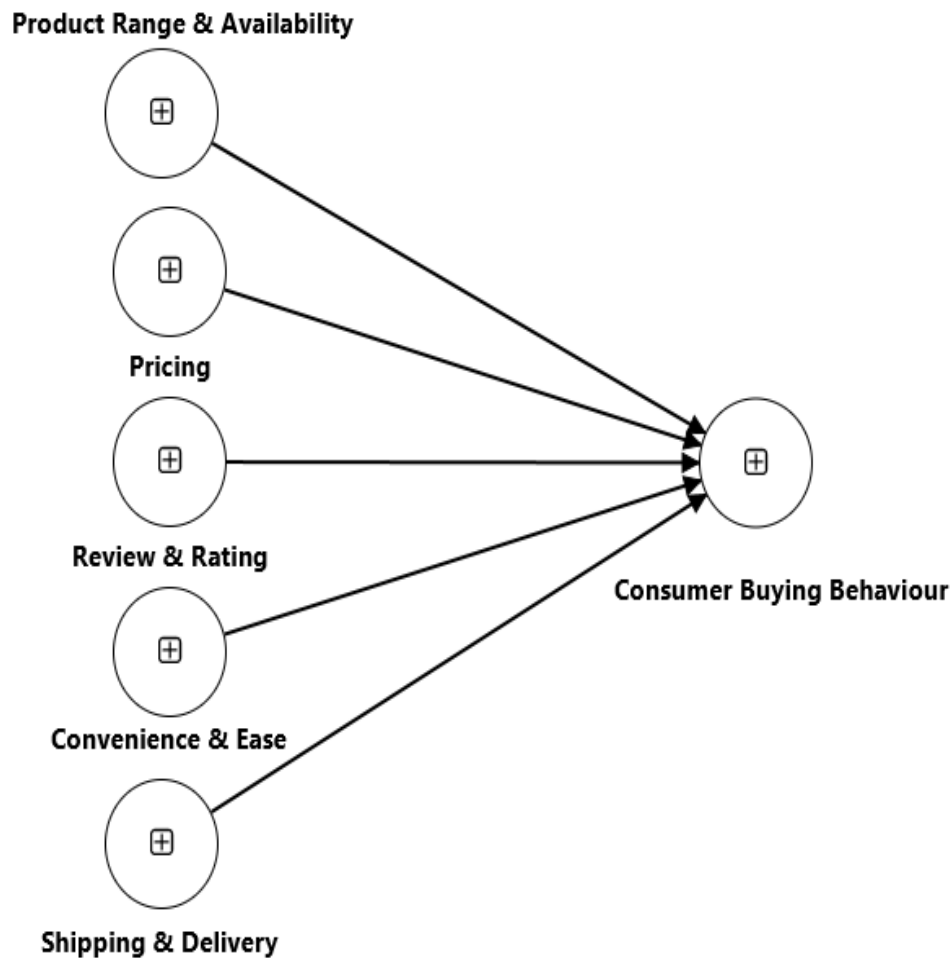 Product Range & Availability
Pricing
Review & Rating
Consumer Buying Behaviour
Convenience & Ease
Shipping & Delivery